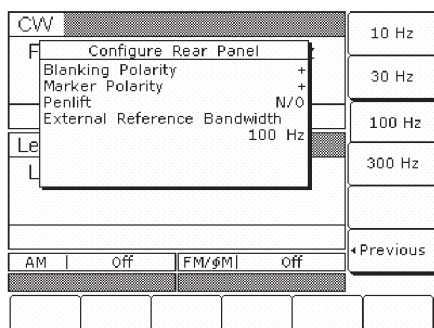 CW
10 Hz
F
Configure Rear Panel
Blanking Polarity +
Marker Polarity +
Penlift N/O
External Reference Bandwidth
100 Hz
30 Hz
100 Hz
Le
300 Hz
L
Previous
AM | Off FM/ϕM| Off